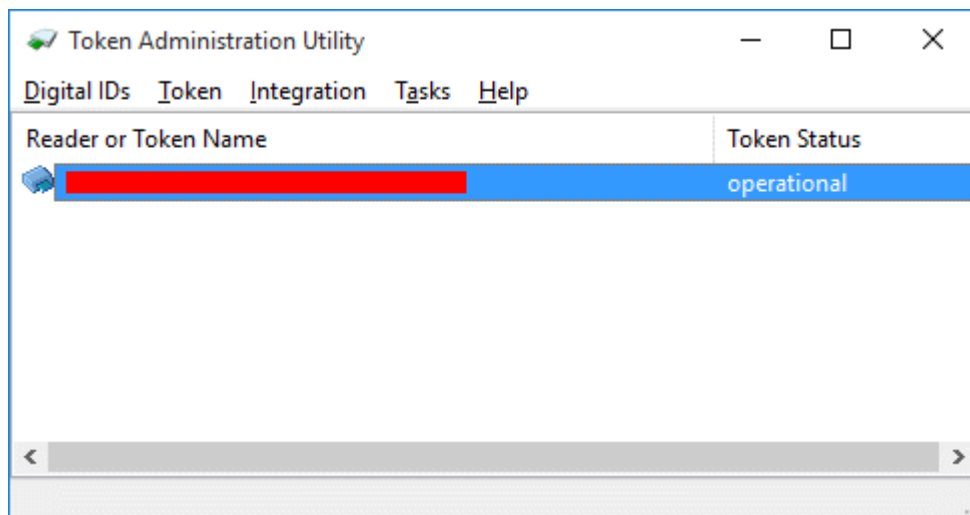 Token Administration Utility
Digital IDs Token Integration Tasks Help
Reader or Token Name Token Status
operational